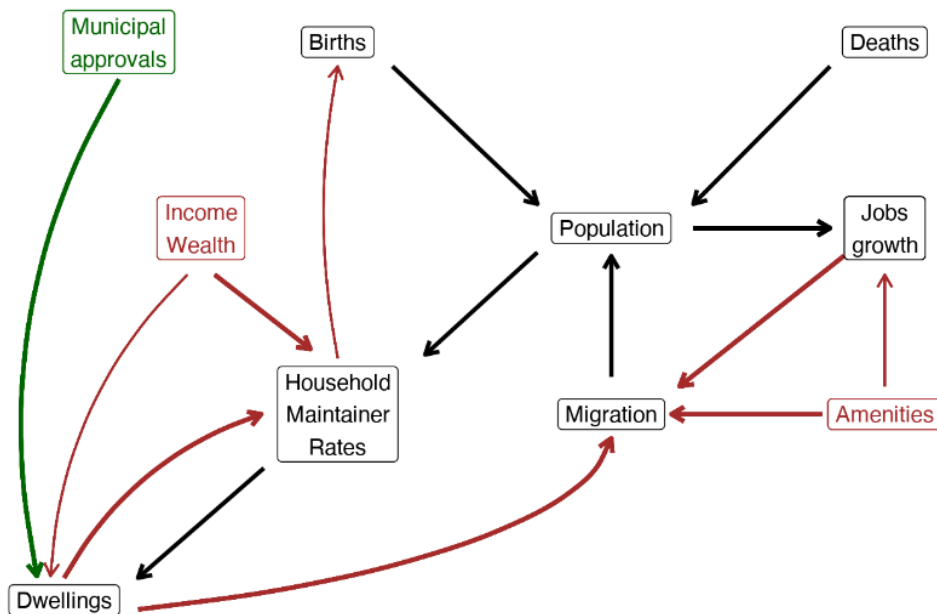 Municipal
approvals
Births
Deaths
Income
Wealth
Population
Jobs
growth
Household
Maintainer
Rates
Migration
Amenities
Dwellings